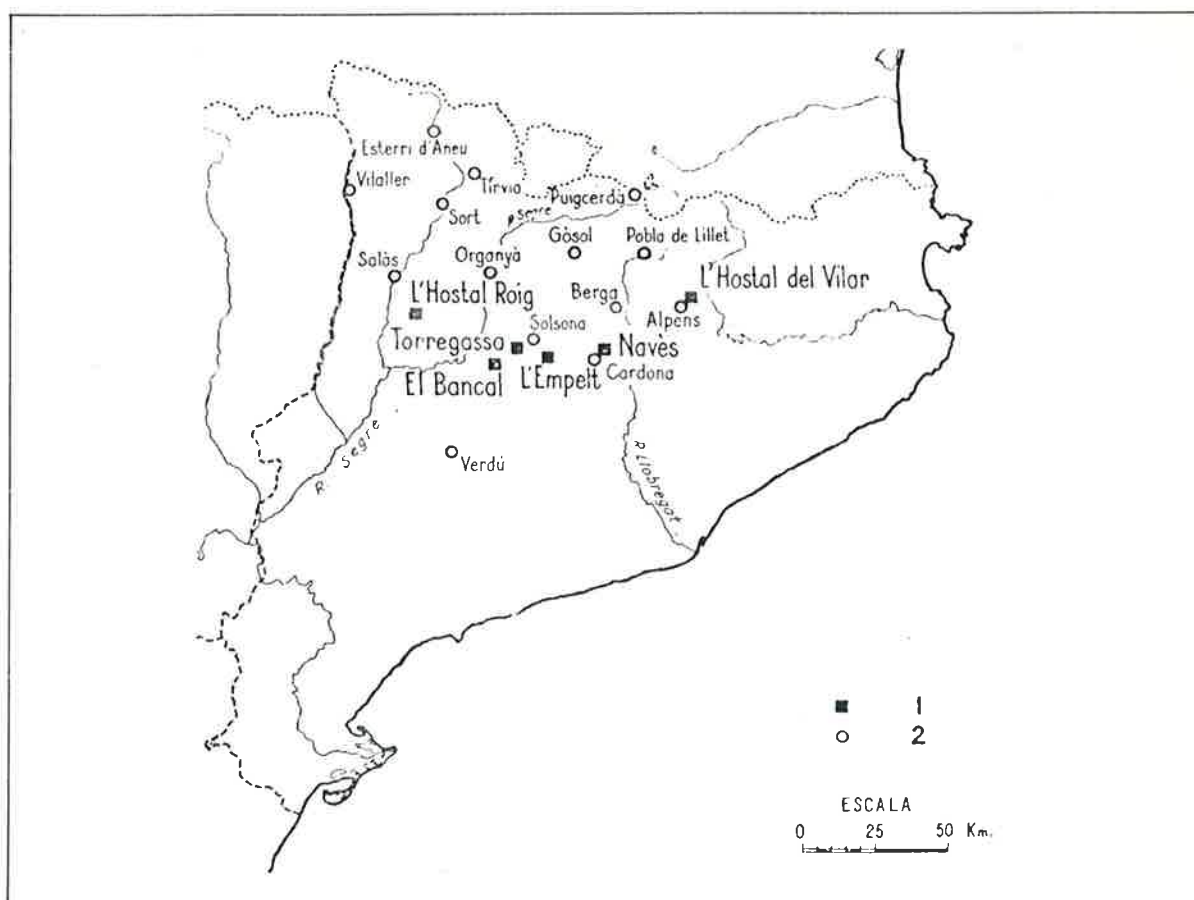 Esterri d'Aneu
Vilaller
Tírvia
Puigcerdà
Sort
R. Segre
Gòsol
Pobla de Lillet
Salàs
Organyà
L'Hostal del Vilar
L'Hostal Roig
Berga
Alpens
Solsona
Torregassa
Navès
El Bancal
L'Empelt
Cardona
R. Segre
Verdú
R. Llobregat
1
2
ESCALA
0 25 50 Km.